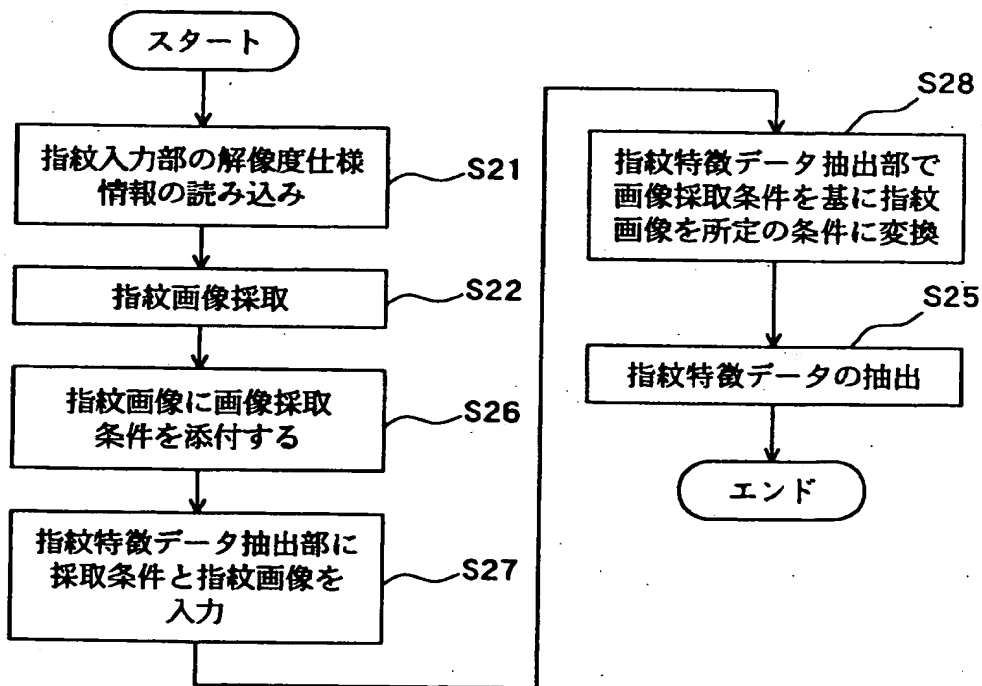 スタート
指紋入力部の解像度仕様
情報の読み込み
S21
指紋画像採取
S22
指紋画像に画像採取
条件を添付する
S26
指紋特徴データ抽出部に
採取条件と指紋画像を
入力
S27
S28
指紋特徴データ抽出部で
画像採取条件を基に指紋
画像を所定の条件に変換
S25
指紋特徴データの抽出
エンド